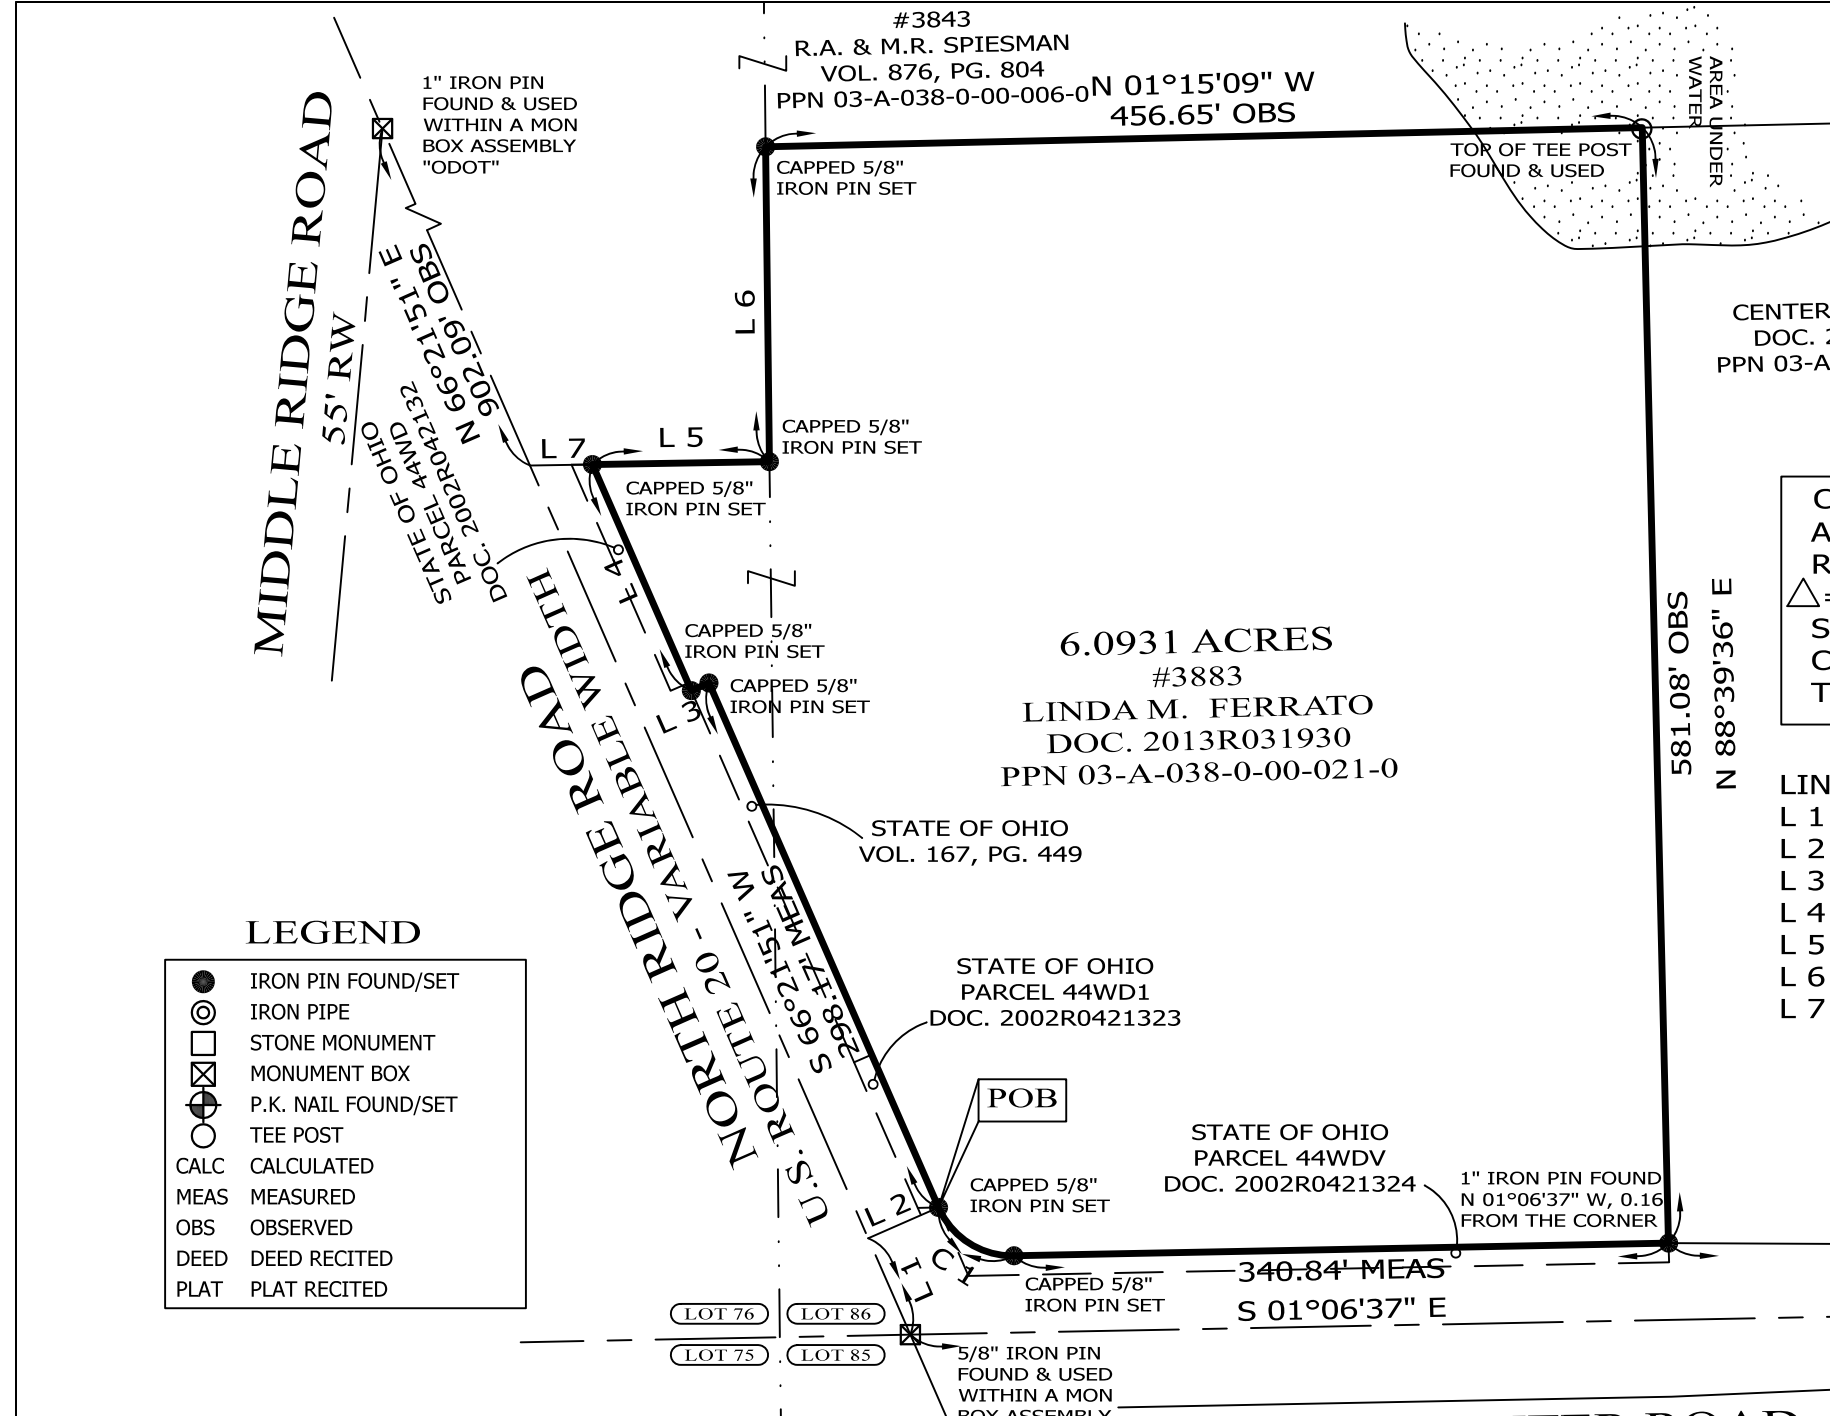 #3843
R.A. & M.R. SPIESMAN
VOL. 876, PG. 804
PPN 03-A-038-0-00-006-0
N 01°15'09" W
456.65' OBS
1" IRON PIN
FOUND & USED
WITHIN A MON
BOX ASSEMBLY
"ODOT"
AREA UNDER
WATER
TOP OF TEE POST
FOUND & USED
CAPPED 5/8"
IRON PIN SET
MIDDLE RIDGE ROAD
55' RW
N 66°21'51" E
902.09' OBS
L 6
CENTER
DOC. 2
PPN 03-A
STATE OF OHIO
PARCEL 44WD
DOC. 2002R042132
L 7
L 5
CAPPED 5/8"
IRON PIN SET
CAPPED 5/8"
IRON PIN SET
L 4
CAPPED 5/8"
IRON PIN SET
CAPPED 5/8"
IRON PIN SET
L 3
6.0931 ACRES
#3883
LINDA M. FERRATO
DOC. 2013R031930
PPN 03-A-038-0-00-021-0
581.08' OBS
N 88°39'36" E
C
A
R
=
S
C
T
LIN
L 1
L 2
L 3
L 4
L 5
L 6
L 7
NORTH RIDGE ROAD
U.S. ROUTE 20 - VARIABLE WIDTH
STATE OF OHIO
VOL. 167, PG. 449
S 66°21'51" W
298.17' MEAS
STATE OF OHIO
PARCEL 44WD1
DOC. 2002R0421323
LEGEND
IRON PIN FOUND/SET
IRON PIPE
STONE MONUMENT
MONUMENT BOX
P.K. NAIL FOUND/SET
TEE POST
CALC CALCULATED
MEAS MEASURED
OBS OBSERVED
DEED DEED RECITED
PLAT PLAT RECITED
POB
STATE OF OHIO
PARCEL 44WDV
DOC. 2002R0421324
1" IRON PIN FOUND
N 01°06'37" W, 0.16
FROM THE CORNER
CAPPED 5/8"
IRON PIN SET
L 2
L 1
C 1
CAPPED 5/8"
IRON PIN SET
340.84' MEAS
S 01°06'37" E
LOT 76
LOT 86
LOT 75
LOT 85
5/8" IRON PIN
FOUND & USED
WITHIN A MON
BOX ASSEMBLY
ROAD